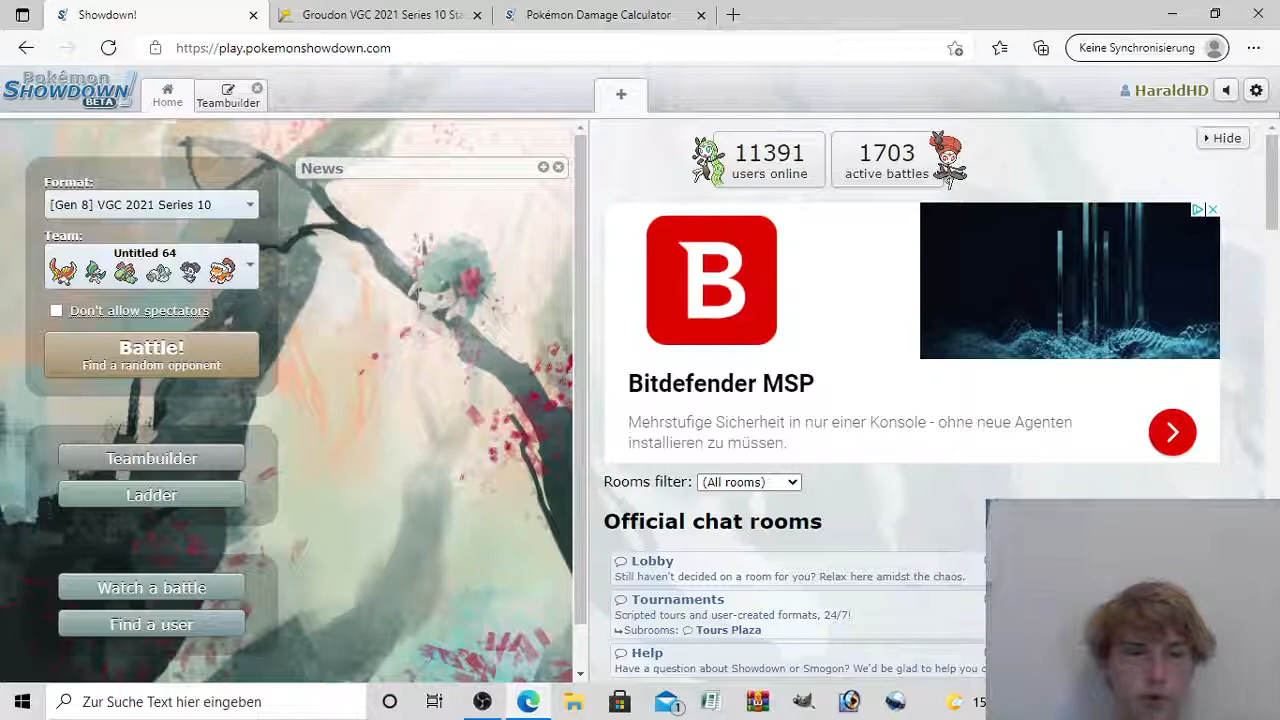 Showdown!
Groudon VGC 2021 Series 10 Sta
Pokémon Damage Calculator
https://play.pokemonshowdown.com
Keine Synchronisierung
Pokémon
SHOWDOWN!
BETA
Home
Teambuilder
HaraldHD
Format:
[Gen 8] VGC 2021 Series 10
Team:
Untitled 64
Don't allow spectators
Battle!
Find a random opponent
Teambuilder
Ladder
Watch a battle
Find a user
News
11391
users online
1703
active battles
Hide
B
Bitdefender MSP
Mehrstufige Sicherheit in nur einer Konsole - ohne neue Agenten
installieren zu müssen.
Rooms filter: (All rooms)
Official chat rooms
Lobby
Still haven't decided on a room for you? Relax here amidst the chaos.
Tournaments
Scripted tours and user-created formats, 24/7!
Subrooms: Tours Plaza
Help
Have a question about Showdown or Smogon? We'd be glad to help you
Zur Suche Text hier eingeben
1
15